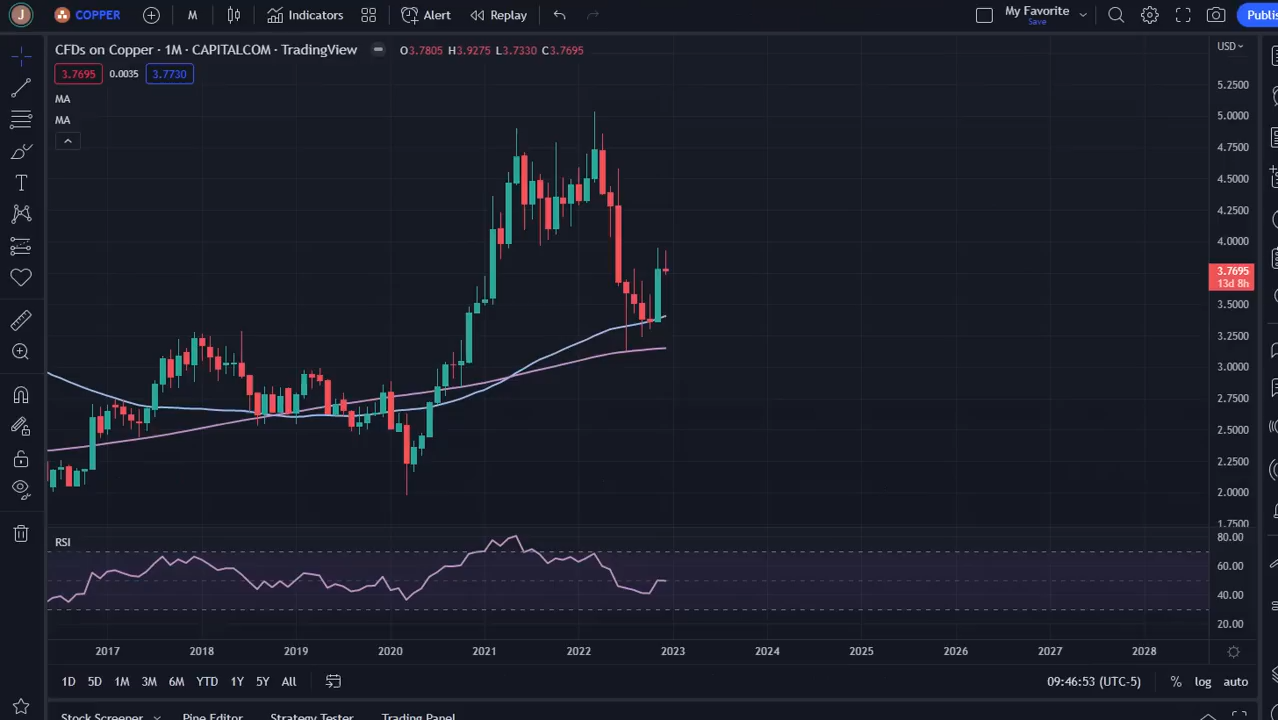 J COPPER M Indicators Alert Replay My Favorite Save Publis
CFDs on Copper · 1M · CAPITALCOM · TradingView O3.7805 H3.9275 L3.7330 C3.7695 USD
3.7695 0.0035 3.7730
MA
MA
5.2500
5.0000
4.7500
4.5000
4.2500
4.0000
3.7695
13d 8h
3.5000
3.2500
3.0000
2.7500
2.5000
2.2500
2.0000
1.7500
RSI
80.00
60.00
40.00
20.00
2017 2018 2019 2020 2021 2022 2023 2024 2025 2026 2027 2028
1D 5D 1M 3M 6M YTD 1Y 5Y All 09:46:53 (UTC-5) % log auto
Stock Screener Pine Editor Strategy Tester Trading Panel